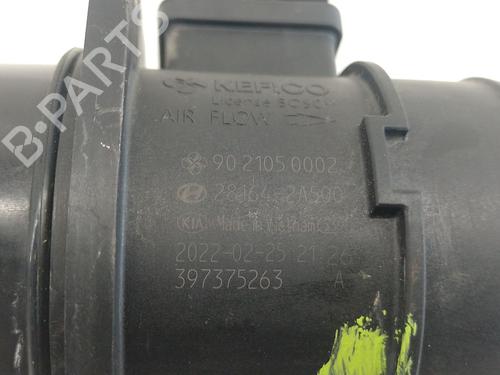 KEFICO
License BOSCH
AIR FLOW
90 2105 0002
28164-2A500
KIA Made in Vietnam
2022-02-25 21 26
397375263 A
B-PARTS